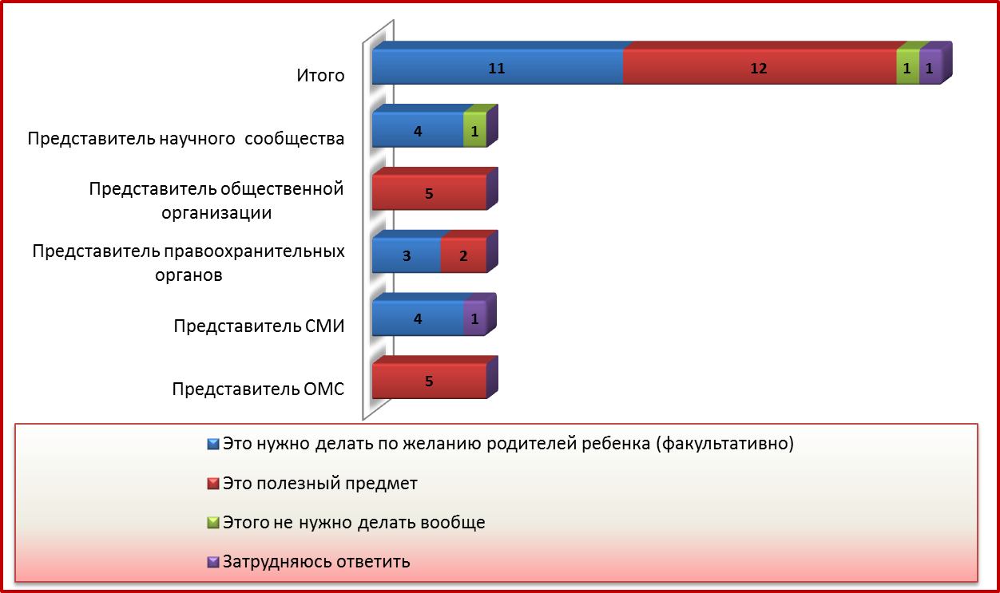 Итого
11 12 1 1
Представитель научного сообщества
4 1
Представитель общественной
организации
5
Представитель правоохранительных
органов
3 2
Представитель СМИ
4 1
Представитель ОМС
5
Это нужно делать по желанию родителей ребенка (факультативно)
Это полезный предмет
Этого не нужно делать вообще
Затрудняюсь ответить